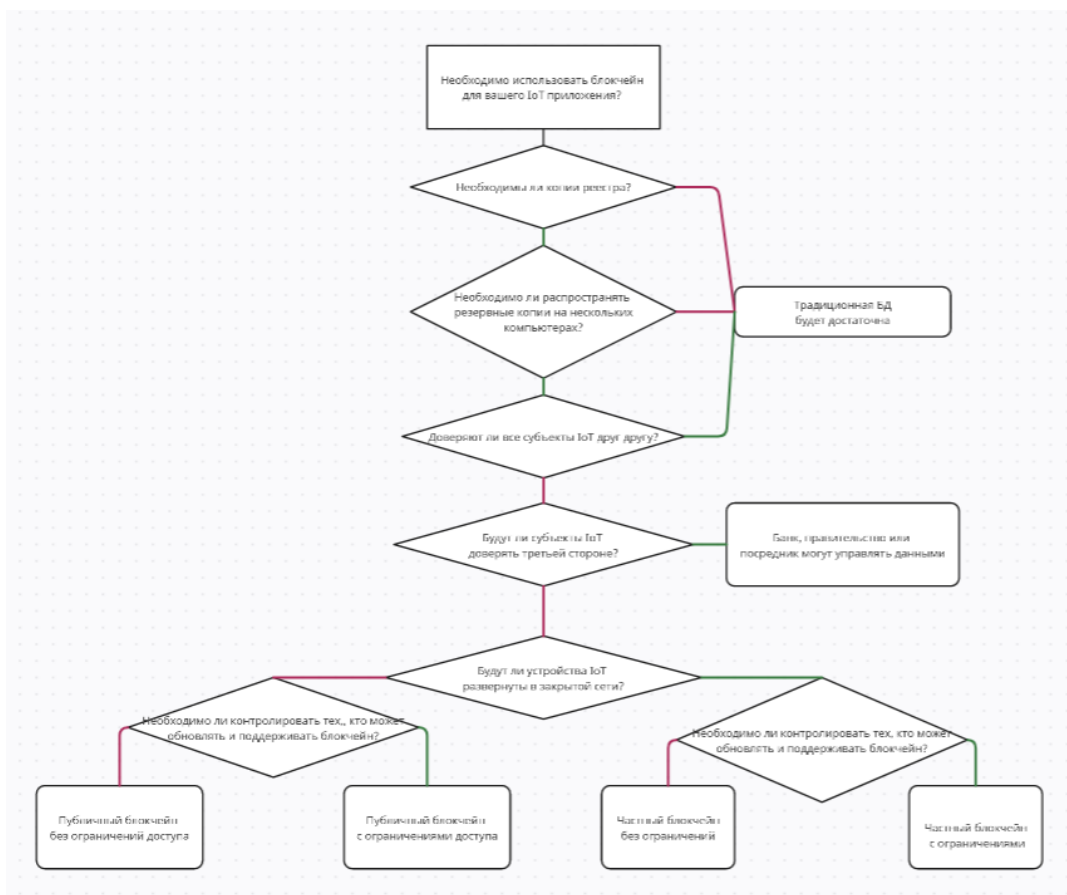 Необходимо использовать блокчейн
для вашего IoT приложения?
Необходимы ли копии реестра?
Необходимо ли распространять
резервные копии на нескольких
компьютерах?
Традиционная БД
будет достаточна
Доверяют ли все субъекты IoT друг другу?
Будут ли субъекты IoT
доверять третьей стороне?
Банк, правительство или
посредник могут управлять данными
Будут ли устройства IoT
развернуты в закрытой сети?
Необходимо ли контролировать тех,, кто может
обновлять и поддерживать блокчейн?
Необходимо ли контролировать тех, кто может
обновлять и поддерживать блокчейн?
Публичный блокчейн
без ограничений доступа
Публичный блокчейн
с ограничениями доступа
Частный блокчейн
без ограничений
Частный блокчейн
с ограничениями